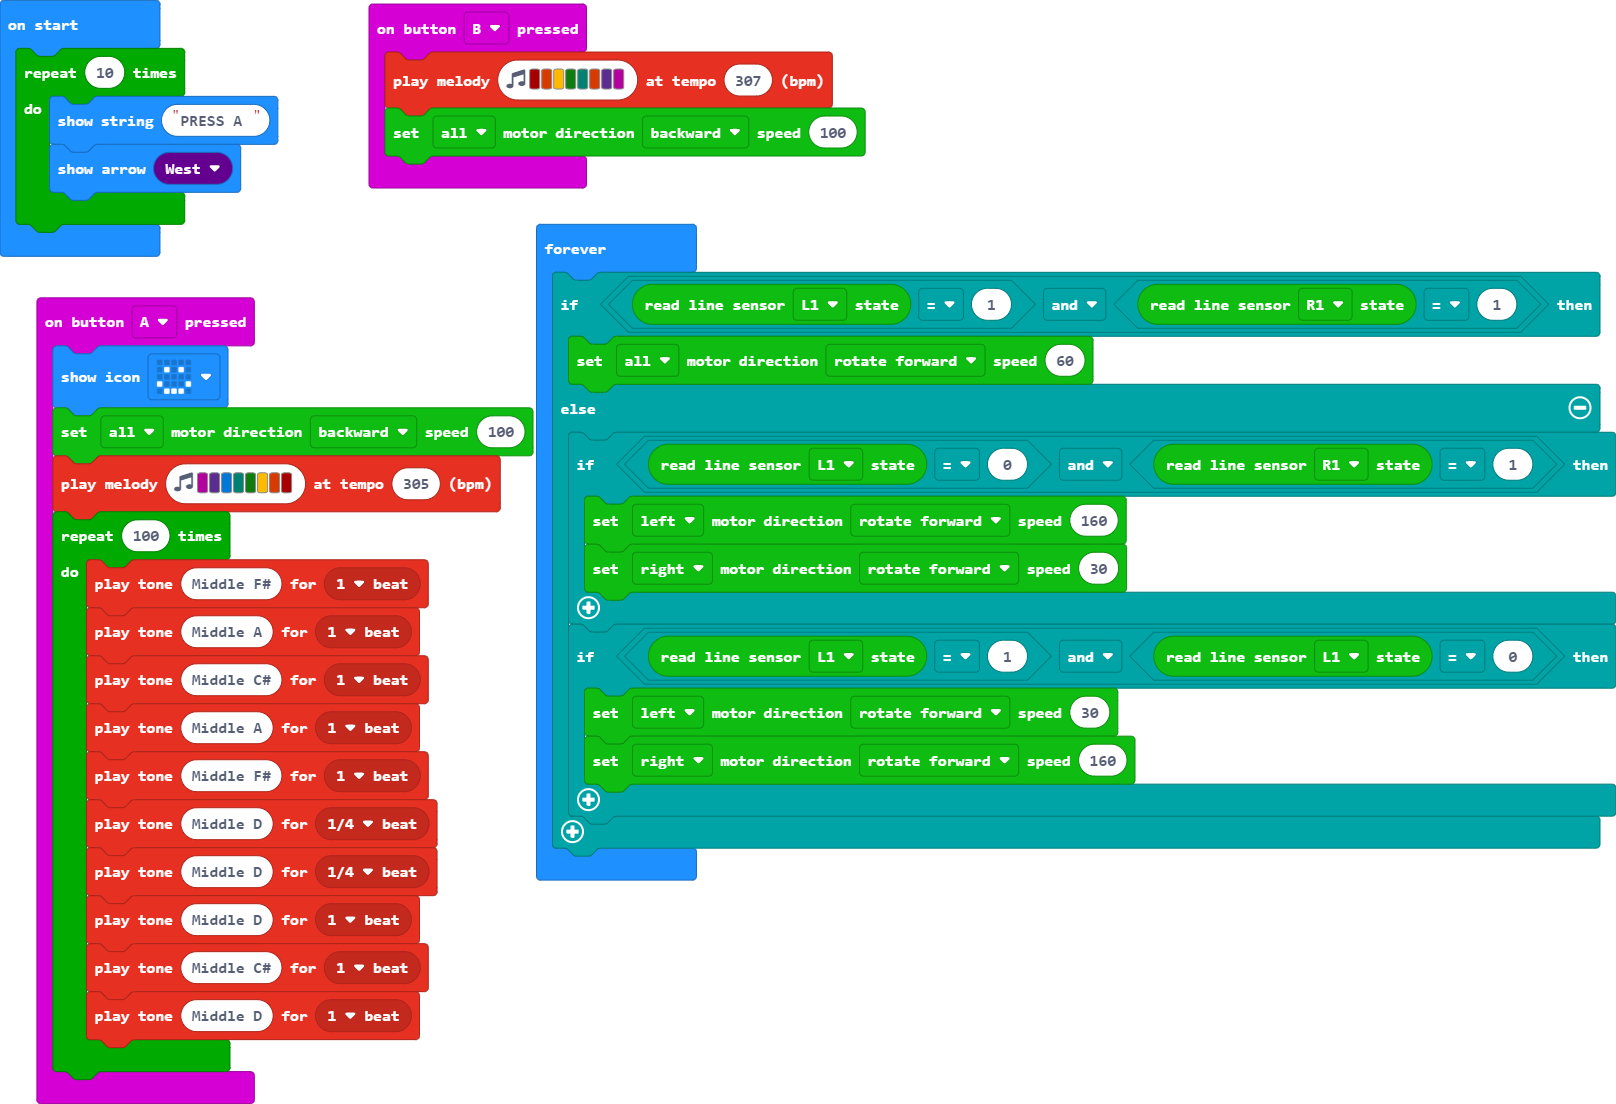 on start
repeat 10 times
do
show string "PRESS A "
show arrow West
on button B pressed
play melody at tempo 307 (bpm)
set all motor direction backward speed 100
on button A pressed
show icon
set all motor direction backward speed 100
play melody at tempo 305 (bpm)
repeat 100 times
do
play tone Middle F# for 1 beat
play tone Middle A for 1 beat
play tone Middle C# for 1 beat
play tone Middle A for 1 beat
play tone Middle F# for 1 beat
play tone Middle D for 1/4 beat
play tone Middle D for 1/4 beat
play tone Middle D for 1 beat
play tone Middle C# for 1 beat
play tone Middle D for 1 beat
forever
if read line sensor L1 state = 1 and read line sensor R1 state = 1 then
set all motor direction rotate forward speed 60
else
if read line sensor L1 state = 0 and read line sensor R1 state = 1 then
set left motor direction rotate forward speed 160
set right motor direction rotate forward speed 30
if read line sensor L1 state = 1 and read line sensor L1 state = 0 then
set left motor direction rotate forward speed 30
set right motor direction rotate forward speed 160